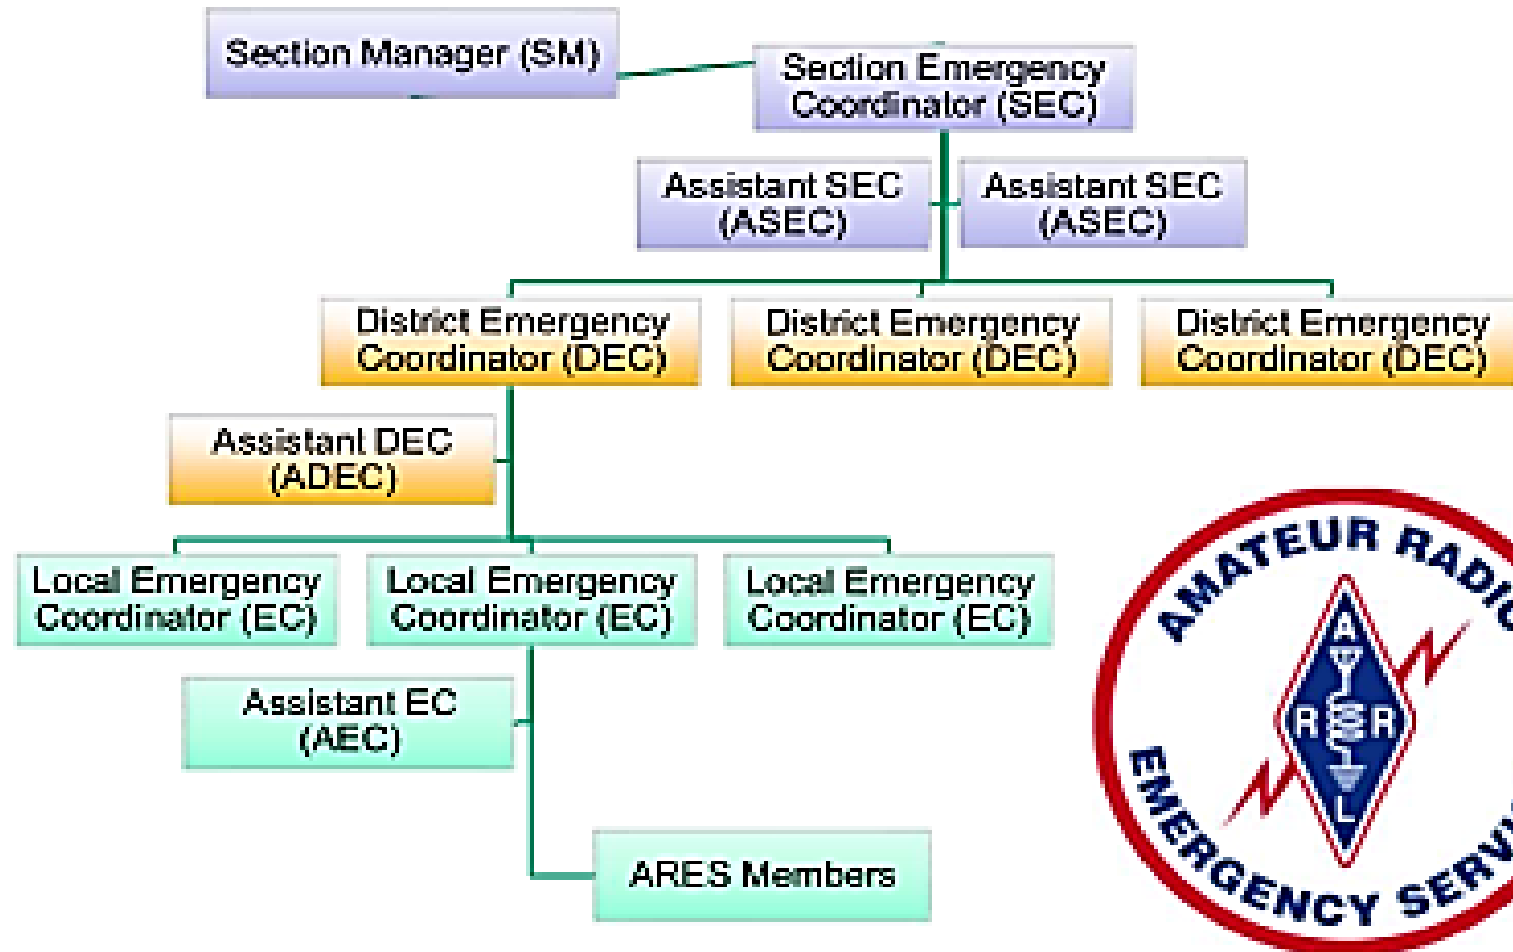 Section Manager (SM)
Section Emergency
Coordinator (SEC)
Assistant SEC
(ASEC)
Assistant SEC
(ASEC)
District Emergency
Coordinator (DEC)
District Emergency
Coordinator (DEC)
District Emergency
Coordinator (DEC)
Assistant DEC
(ADEC)
Local Emergency
Coordinator (EC)
Local Emergency
Coordinator (EC)
Local Emergency
Coordinator (EC)
Assistant EC
(AEC)
ARES Members
AMATEUR RADIO
A
R R
L
EMERGENCY SERV